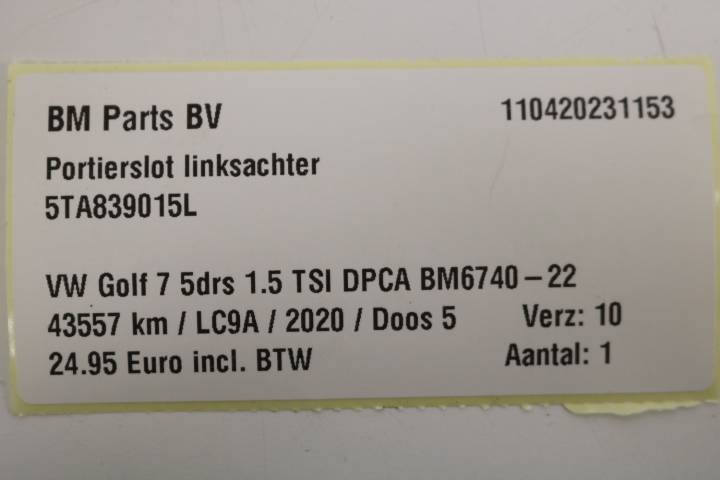 BM Parts BV 110420231153
Portierslot linksachter
5TA839015L
VW Golf 7 5drs 1.5 TSI DPCA BM6740-22
43557 km / LC9A / 2020 / Doos 5 Verz: 10
24.95 Euro incl. BTW Aantal: 1